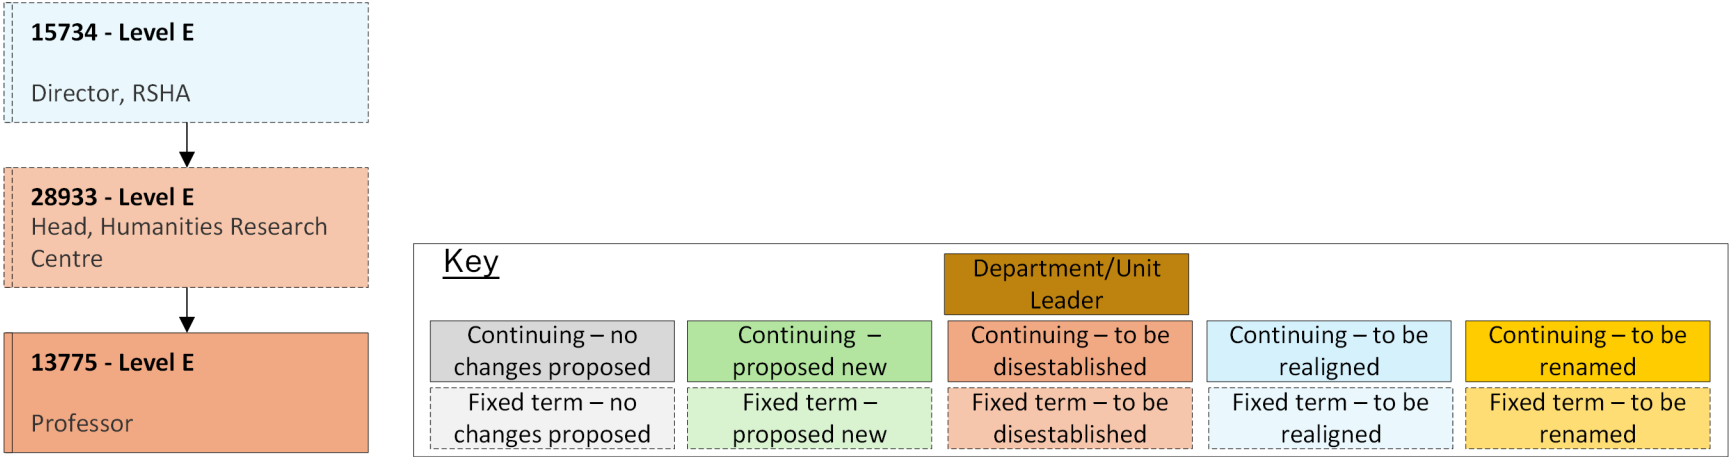 15734 - Level E
Director, RSHA
28933 - Level E
Head, Humanities Research
Centre
13775 - Level E
Professor
Key
Department/Unit
Leader
Continuing – no
changes proposed
Continuing –
proposed new
Continuing – to be
disestablished
Continuing – to be
realigned
Continuing – to be
renamed
Fixed term – no
changes proposed
Fixed term –
proposed new
Fixed term – to be
disestablished
Fixed term – to be
realigned
Fixed term – to be
renamed